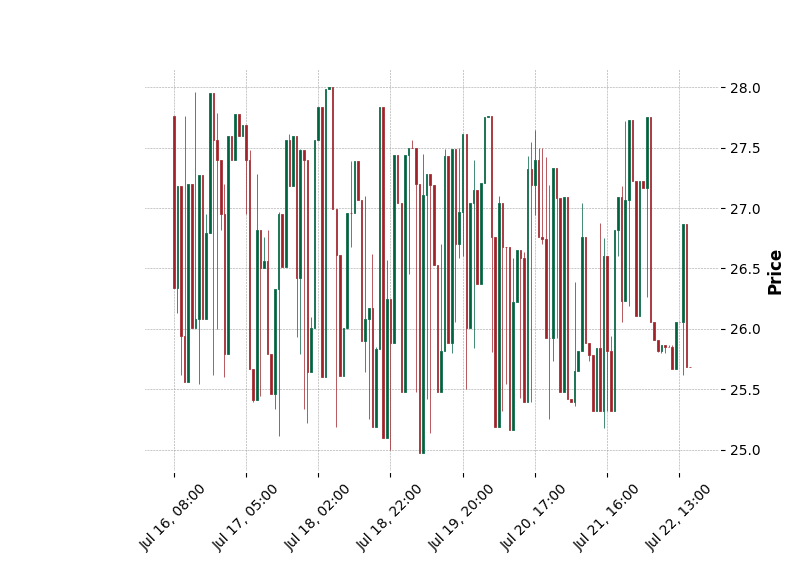 28.0
27.5
27.0
26.5
26.0
25.5
25.0
Price
Jul 16, 08:00
Jul 17, 05:00
Jul 18, 02:00
Jul 18, 22:00
Jul 19, 20:00
Jul 20, 17:00
Jul 21, 16:00
Jul 22, 13:00